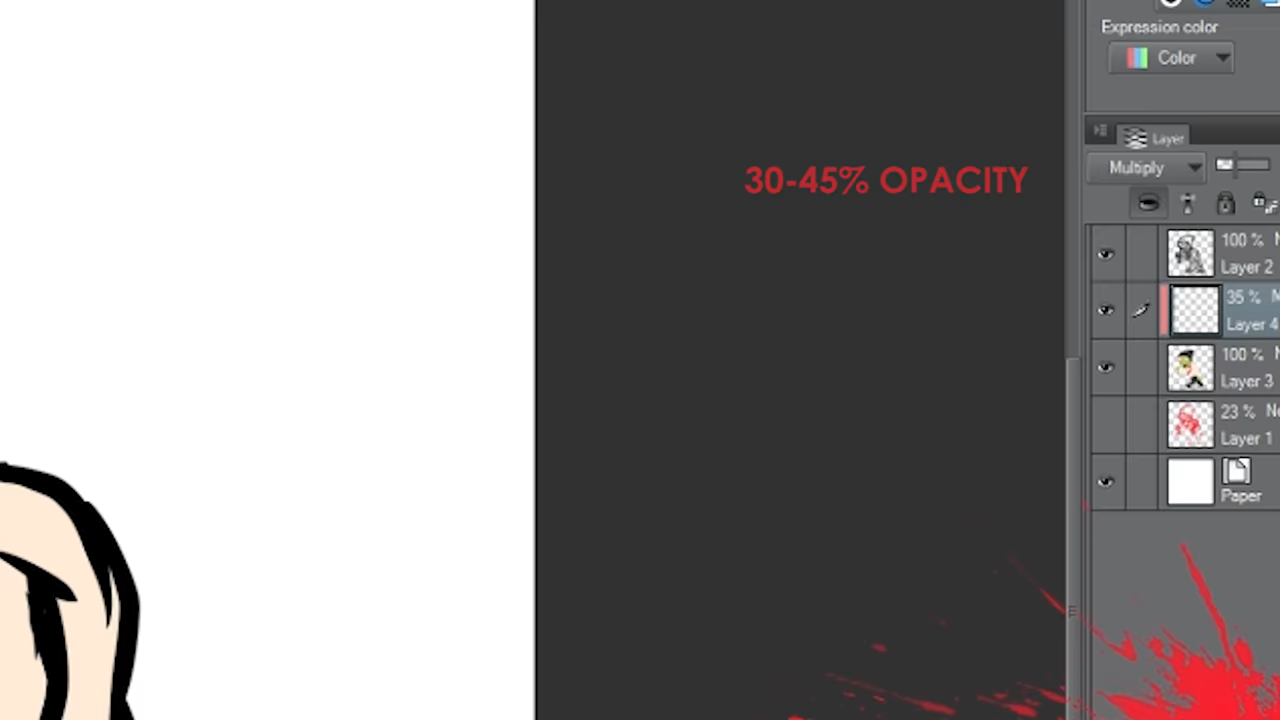 Expression color
Color
30-45% OPACITY
Layer
Multiply
100 %
Layer 2
35 %
Layer 4
100 %
Layer 3
23 %
Layer 1
Paper